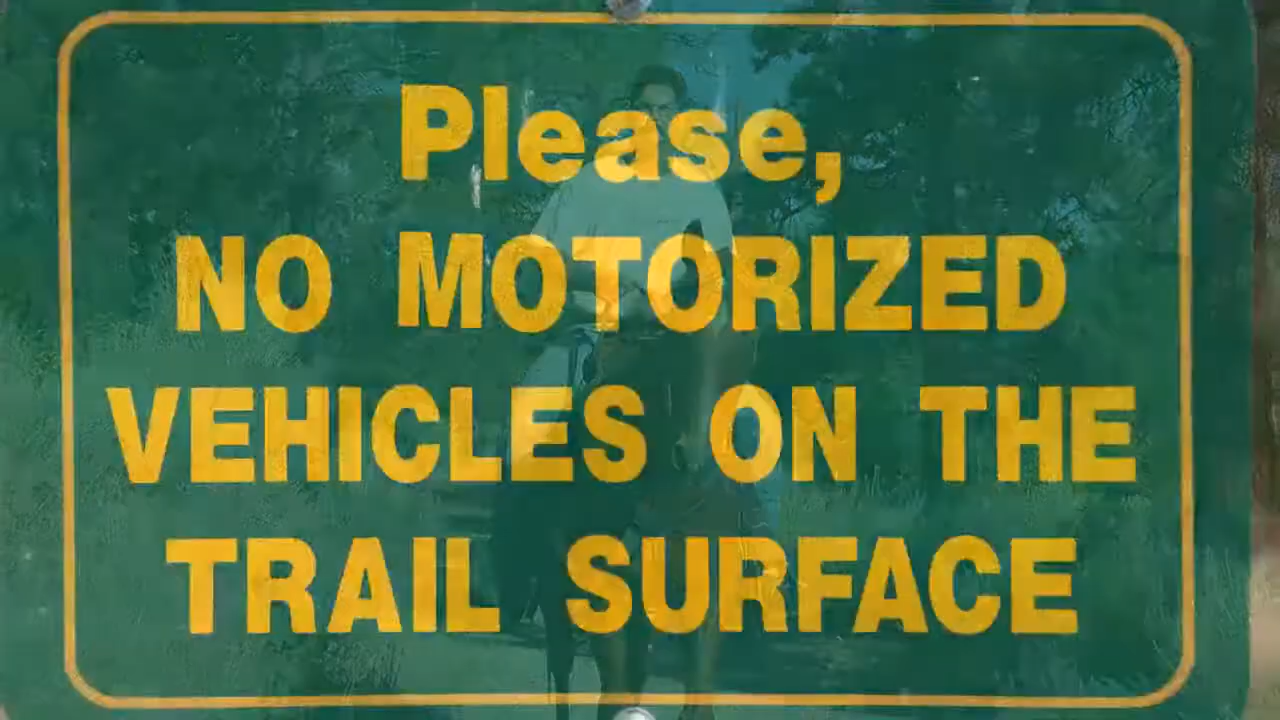 Please,
NO MOTORIZED
VEHICLES ON THE
TRAIL SURFACE